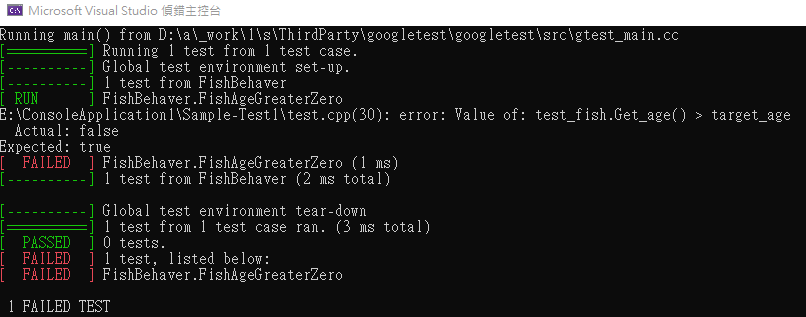 Microsoft Visual Studio 偵錯主控台
Running main() from D:\a\_work\1\s\ThirdParty\googletest\googletest\src\gtest_main.cc
[==========] Running 1 test from 1 test case.
[----------] Global test environment set-up.
[----------] 1 test from FishBehaver
[ RUN      ] FishBehaver.FishAgeGreaterZero
E:\ConsoleApplication1\Sample-Test1\test.cpp(30): error: Value of: test_fish.Get_age() > target_age
  Actual: false
Expected: true
[  FAILED  ] FishBehaver.FishAgeGreaterZero (1 ms)
[----------] 1 test from FishBehaver (2 ms total)
[----------] Global test environment tear-down
[==========] 1 test from 1 test case ran. (3 ms total)
[  PASSED  ] 0 tests.
[  FAILED  ] 1 test, listed below:
[  FAILED  ] FishBehaver.FishAgeGreaterZero
 1 FAILED TEST